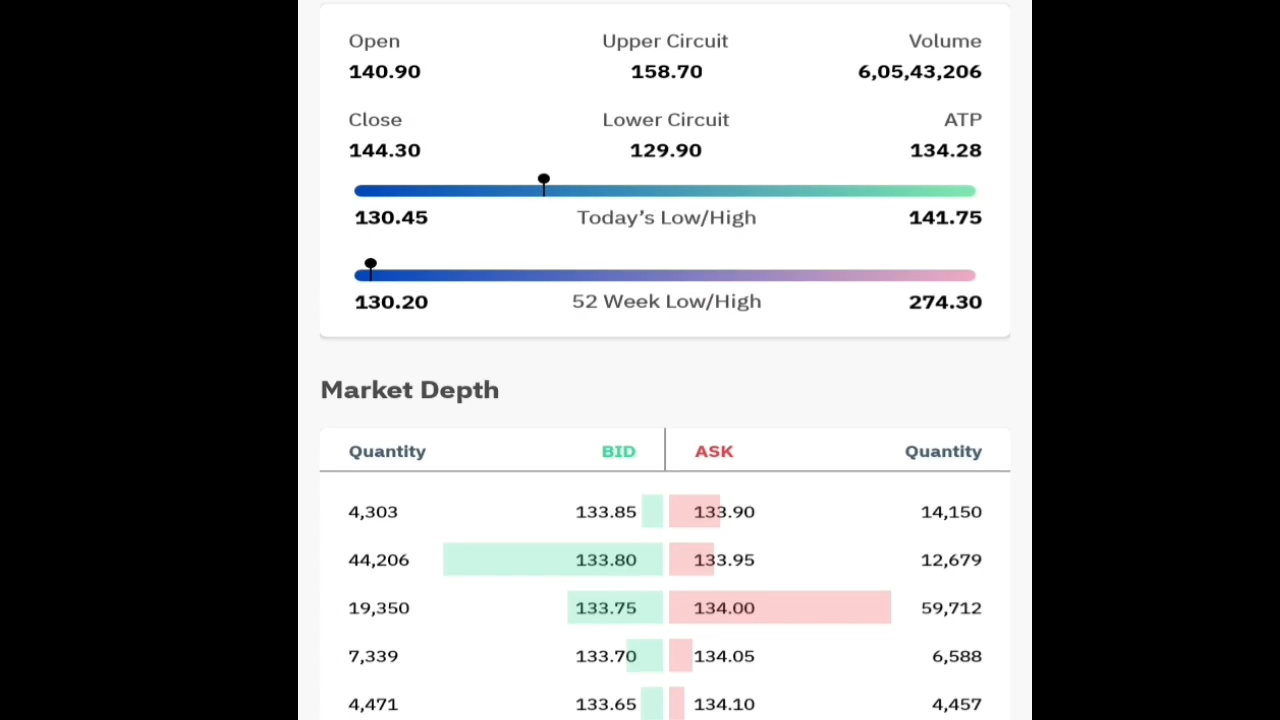 Open Upper Circuit Volume
140.90 158.70 6,05,43,206
Close Lower Circuit ATP
144.30 129.90 134.28
130.45 Today's Low/High 141.75
130.20 52 Week Low/High 274.30
Market Depth
Quantity BID ASK Quantity
4,303 133.85 133.90 14,150
44,206 133.80 133.95 12,679
19,350 133.75 134.00 59,712
7,339 133.70 134.05 6,588
4,471 133.65 134.10 4,457